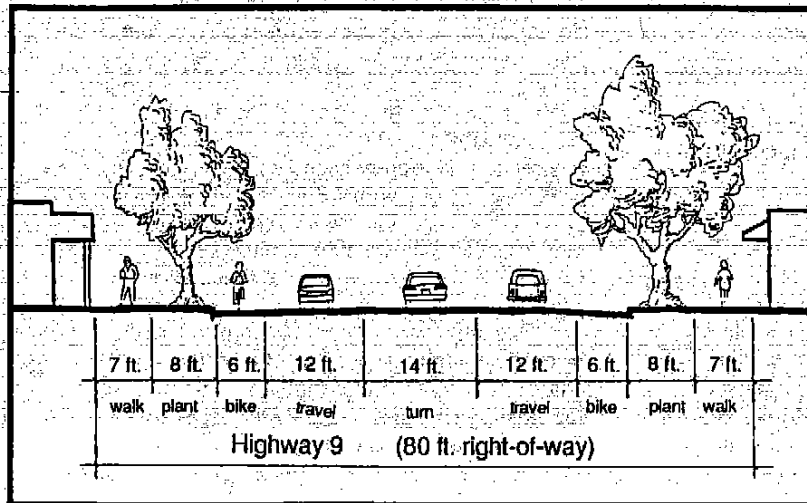 7 ft. 8 ft. 6 ft. 12 ft. 14 ft. 12 ft. 6 ft. 8 ft. 7 ft.
walk plant bike travel turn travel bike plant walk
Highway 9 (80 ft. right-of-way)